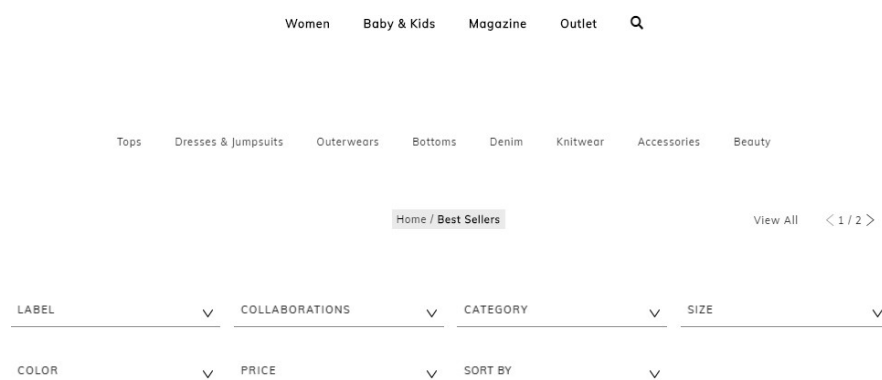 Women Baby & Kids Magazine Outlet
Tops Dresses & Jumpsuits Outerwears Bottoms Denim Knitwear Accessories Beauty
Home / Best Sellers View All < 1 / 2 >
LABEL COLLABORATIONS CATEGORY SIZE
COLOR PRICE SORT BY